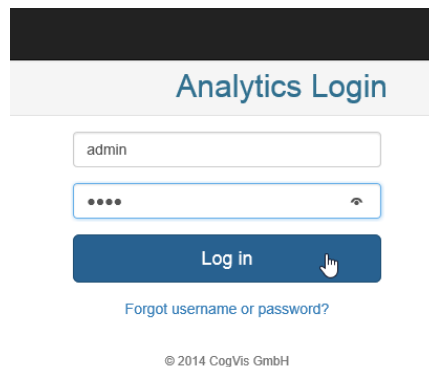 Analytics Login
admin
••••
Log in
Forgot username or password?
© 2014 CogVis GmbH